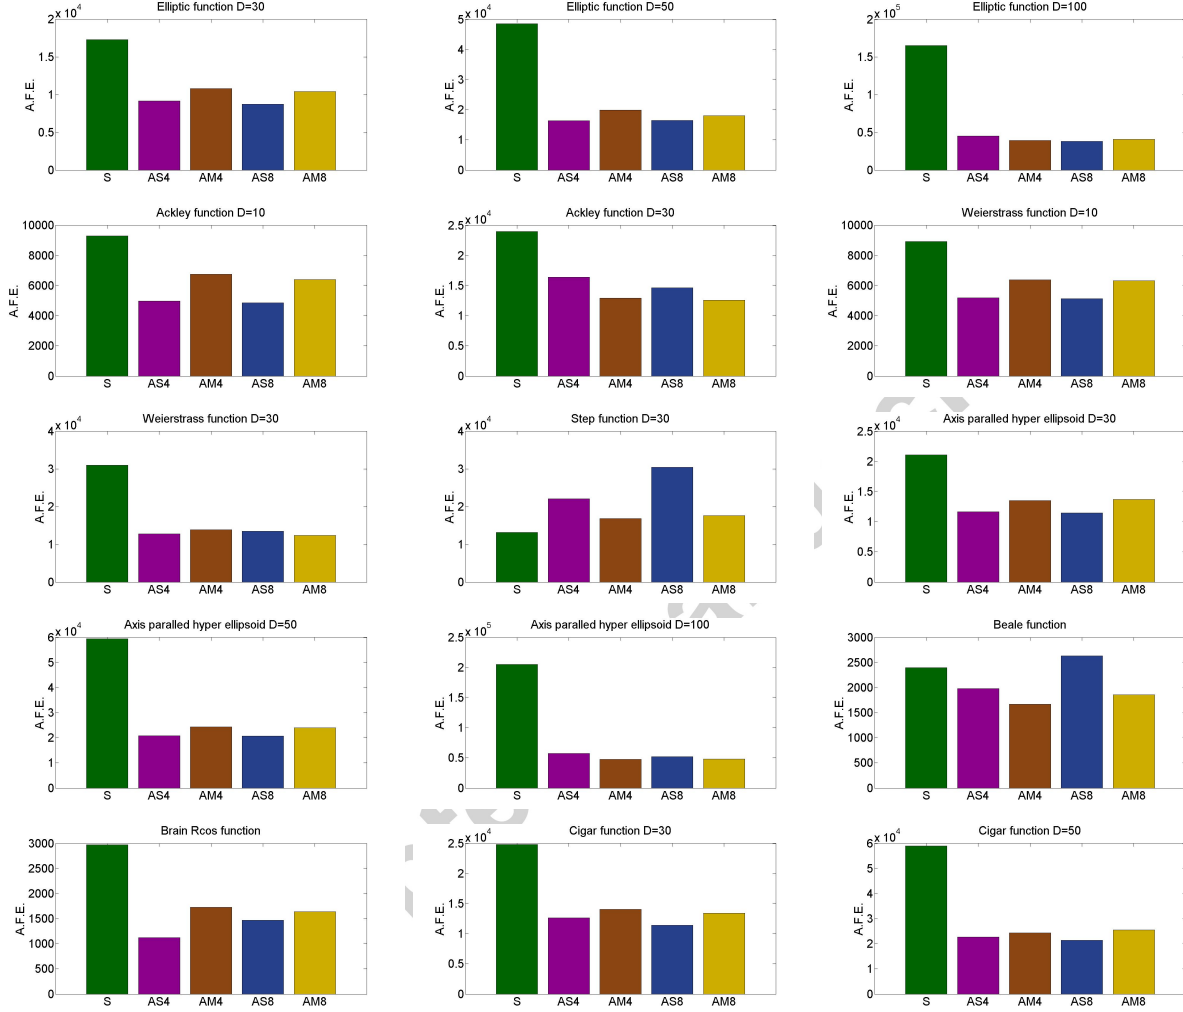 Elliptic function D=30
x 10^4
2
1.5
1
0.5
0
A.F.E.
S AS4 AM4 AS8 AM8
Elliptic function D=50
x 10^4
5
4
3
2
1
0
A.F.E.
S AS4 AM4 AS8 AM8
Elliptic function D=100
x 10^5
2
1.5
1
0.5
0
A.F.E.
S AS4 AM4 AS8 AM8
Ackley function D=10
10000
8000
6000
4000
2000
0
A.F.E.
S AS4 AM4 AS8 AM8
Ackley function D=30
x 10^4
2.5
2
1.5
1
0.5
0
A.F.E.
S AS4 AM4 AS8 AM8
Weierstrass function D=10
10000
8000
6000
4000
2000
0
A.F.E.
S AS4 AM4 AS8 AM8
Weierstrass function D=30
x 10^4
4
3
2
1
0
A.F.E.
S AS4 AM4 AS8 AM8
Step function D=30
x 10^4
4
3
2
1
0
A.F.E.
S AS4 AM4 AS8 AM8
Axis paralled hyper ellipsoid D=30
x 10^4
2.5
2
1.5
1
0.5
0
A.F.E.
S AS4 AM4 AS8 AM8
Axis paralled hyper ellipsoid D=50
x 10^4
6
5
4
3
2
1
0
A.F.E.
S AS4 AM4 AS8 AM8
Axis paralled hyper ellipsoid D=100
x 10^5
2.5
2
1.5
1
0.5
0
A.F.E.
S AS4 AM4 AS8 AM8
Beale function
3000
2500
2000
1500
1000
500
0
A.F.E.
S AS4 AM4 AS8 AM8
Brain Rcos function
3000
2500
2000
1500
1000
500
0
A.F.E.
S AS4 AM4 AS8 AM8
Cigar function D=30
x 10^4
2.5
2
1.5
1
0.5
0
A.F.E.
S AS4 AM4 AS8 AM8
Cigar function D=50
x 10^4
6
5
4
3
2
1
0
A.F.E.
S AS4 AM4 AS8 AM8